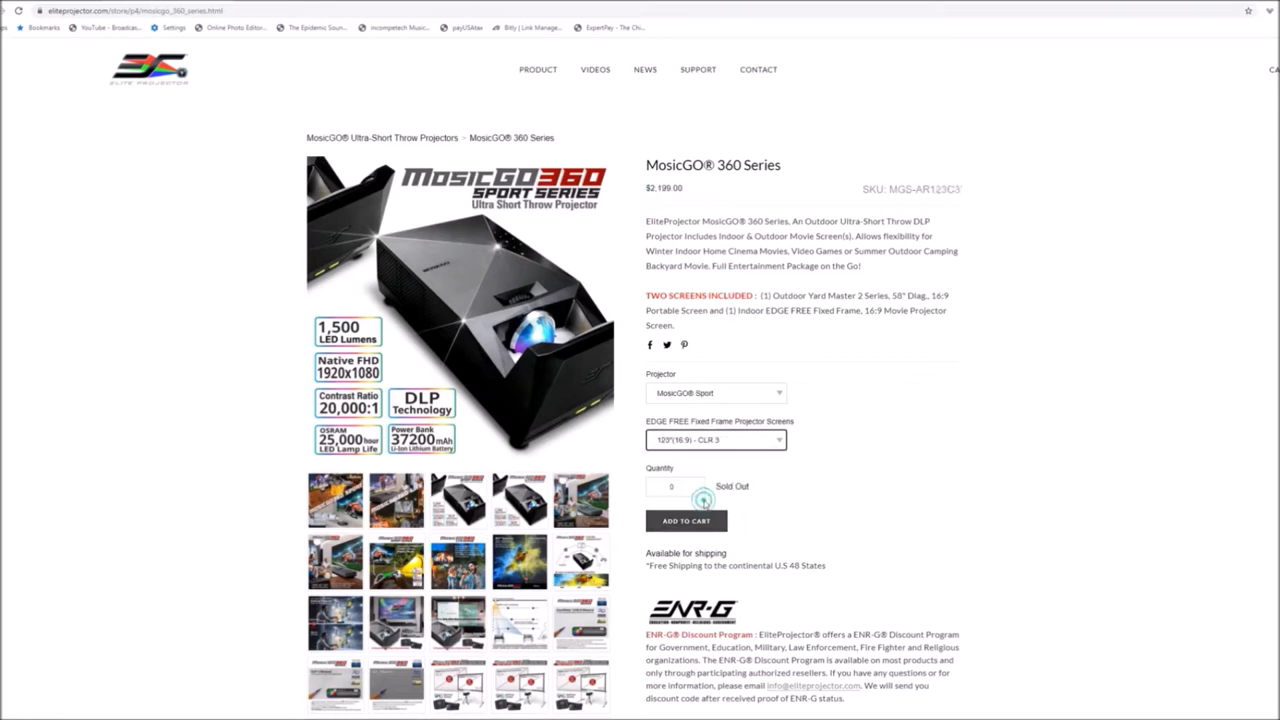 eliteprojector.com/store/p4/mosicgo_360_series.html
Bookmarks
YouTube - Broadcas...
Settings
Online Photo Editor...
The Epidemic Soun...
incompetech Music...
payUSAtax
Bitly | Link Manage...
ExpertPay - The Chi...
ELITE PROJECTOR
PRODUCT
VIDEOS
NEWS
SUPPORT
CONTACT
CA
MosicGO® Ultra-Short Throw Projectors > MosicGO® 360 Series
MosicGO360
SPORT SERIES
Ultra Short Throw Projector
1,500
LED Lumens
Native FHD
1920x1080
Contrast Ratio
20,000:1
DLP
Technology
OSRAM
25,000hour
LED Lamp Life
Power Bank
37200mAh
Li-Ion Lithium Battery
MosicGO® 360 Series
$2,199.00
SKU: MGS-AR123C3
EliteProjector MosicGO® 360 Series, An Outdoor Ultra-Short Throw DLP
Projector Includes Indoor & Outdoor Movie Screen(s). Allows flexibility for
Winter Indoor Home Cinema Movies, Video Games or Summer Outdoor Camping
Backyard Movie. Full Entertainment Package on the Go!
TWO SCREENS INCLUDED : (1) Outdoor Yard Master 2 Series, 58" Diag., 16:9
Portable Screen and (1) Indoor EDGE FREE Fixed Frame, 16:9 Movie Projector
Screen.
Projector
MosicGO® Sport
EDGE FREE Fixed Frame Projector Screens
123"(16:9) - CLR 3
Quantity
0
Sold Out
ADD TO CART
Available for shipping
*Free Shipping to the continental U.S 48 States
ENR-G
EDUCATION · NONPROFIT · RELIGIOUS · GOVERNMENT
ENR-G® Discount Program : EliteProjector® offers a ENR-G® Discount Program
for Government, Education, Military, Law Enforcement, Fire Fighter and Religious
organizations. The ENR-G® Discount Program is available on most products and
only through participating authorized resellers. If you have any questions or
for more information, please email info@eliteprojector.com. We will send you
discount code after received proof of ENR-G status.